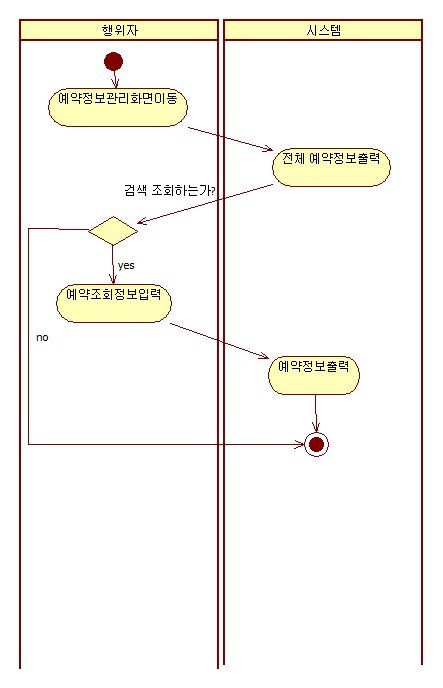 행위자
시스템
예약정보관리화면이동
전체 예약정보출력
검색 조회하는가?
yes
예약조회정보입력
no
예약정보출력